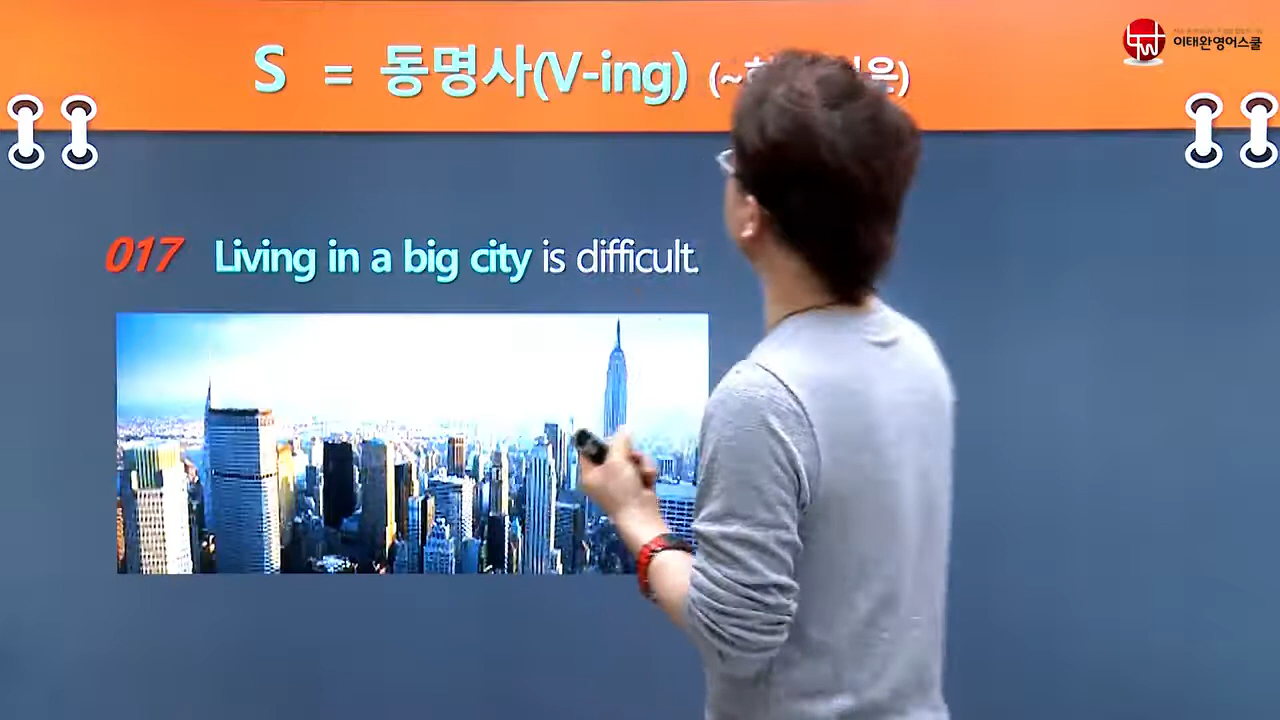 S = 동명사(V-ing)
이태완영어스쿨
017 Living in a big city is difficult.